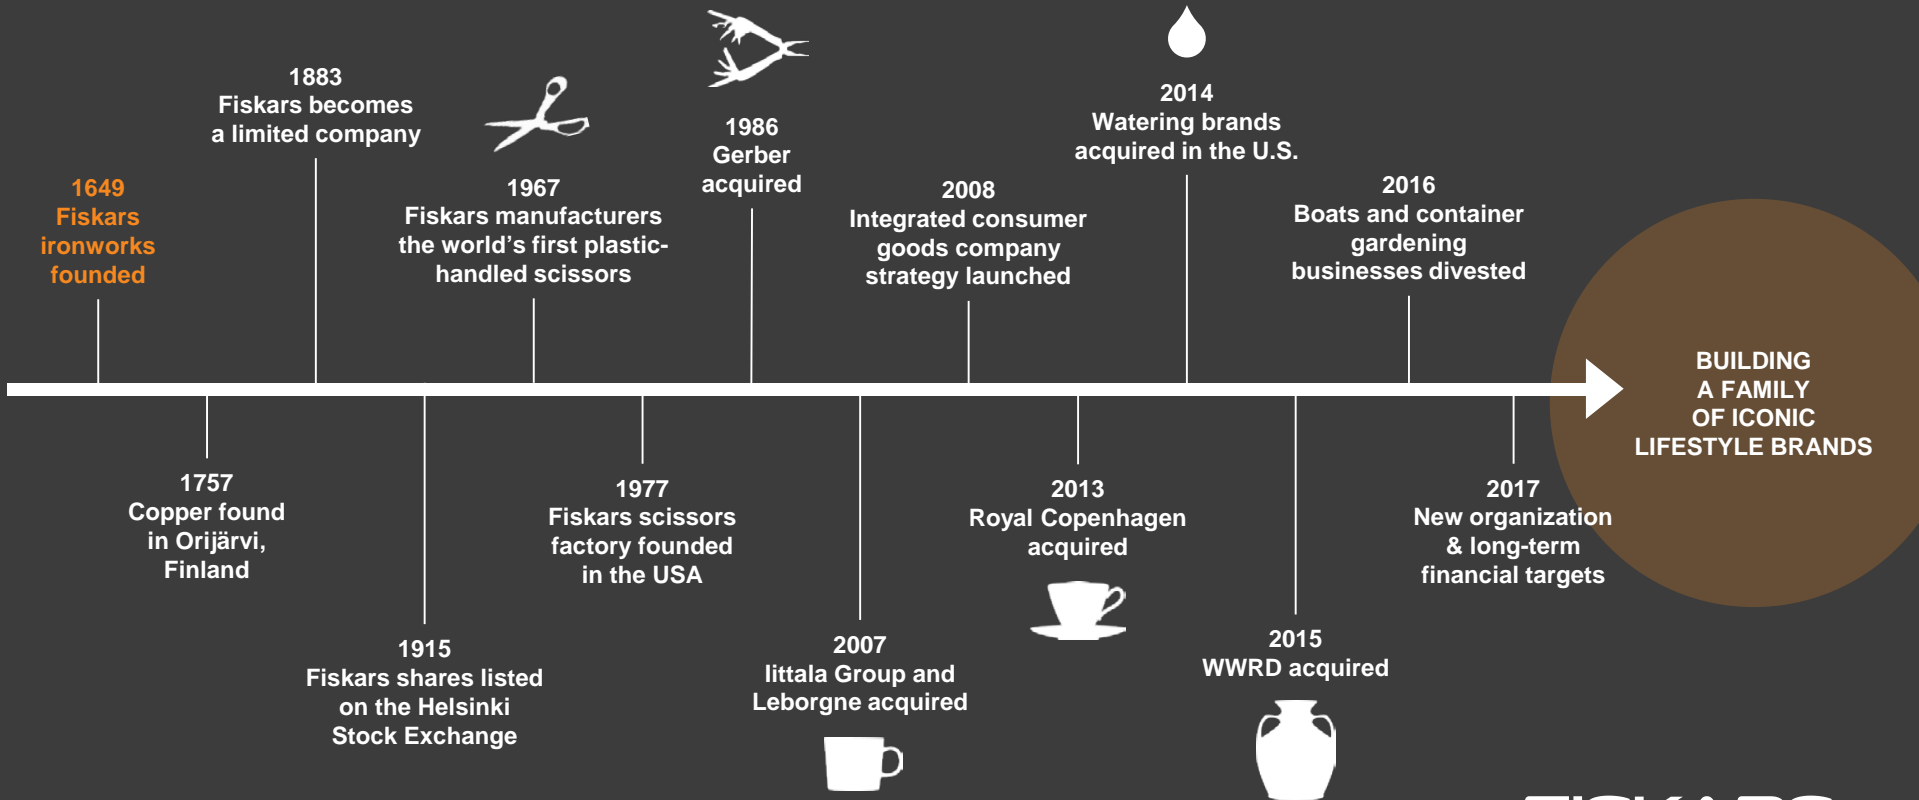 1649
Fiskars
ironworks
founded
1757
Copper found
in Orijärvi,
Finland
1883
Fiskars becomes
a limited company
1915
Fiskars shares listed
on the Helsinki
Stock Exchange
1967
Fiskars manufacturers
the world's first plastic-
handled scissors
1977
Fiskars scissors
factory founded
in the USA
1986
Gerber
acquired
2007
Iittala Group and
Leborgne acquired
2008
Integrated consumer
goods company
strategy launched
2013
Royal Copenhagen
acquired
2014
Watering brands
acquired in the U.S.
2015
WWRD acquired
2016
Boats and container
gardening
businesses divested
2017
New organization
& long-term
financial targets
BUILDING
A FAMILY
OF ICONIC
LIFESTYLE BRANDS